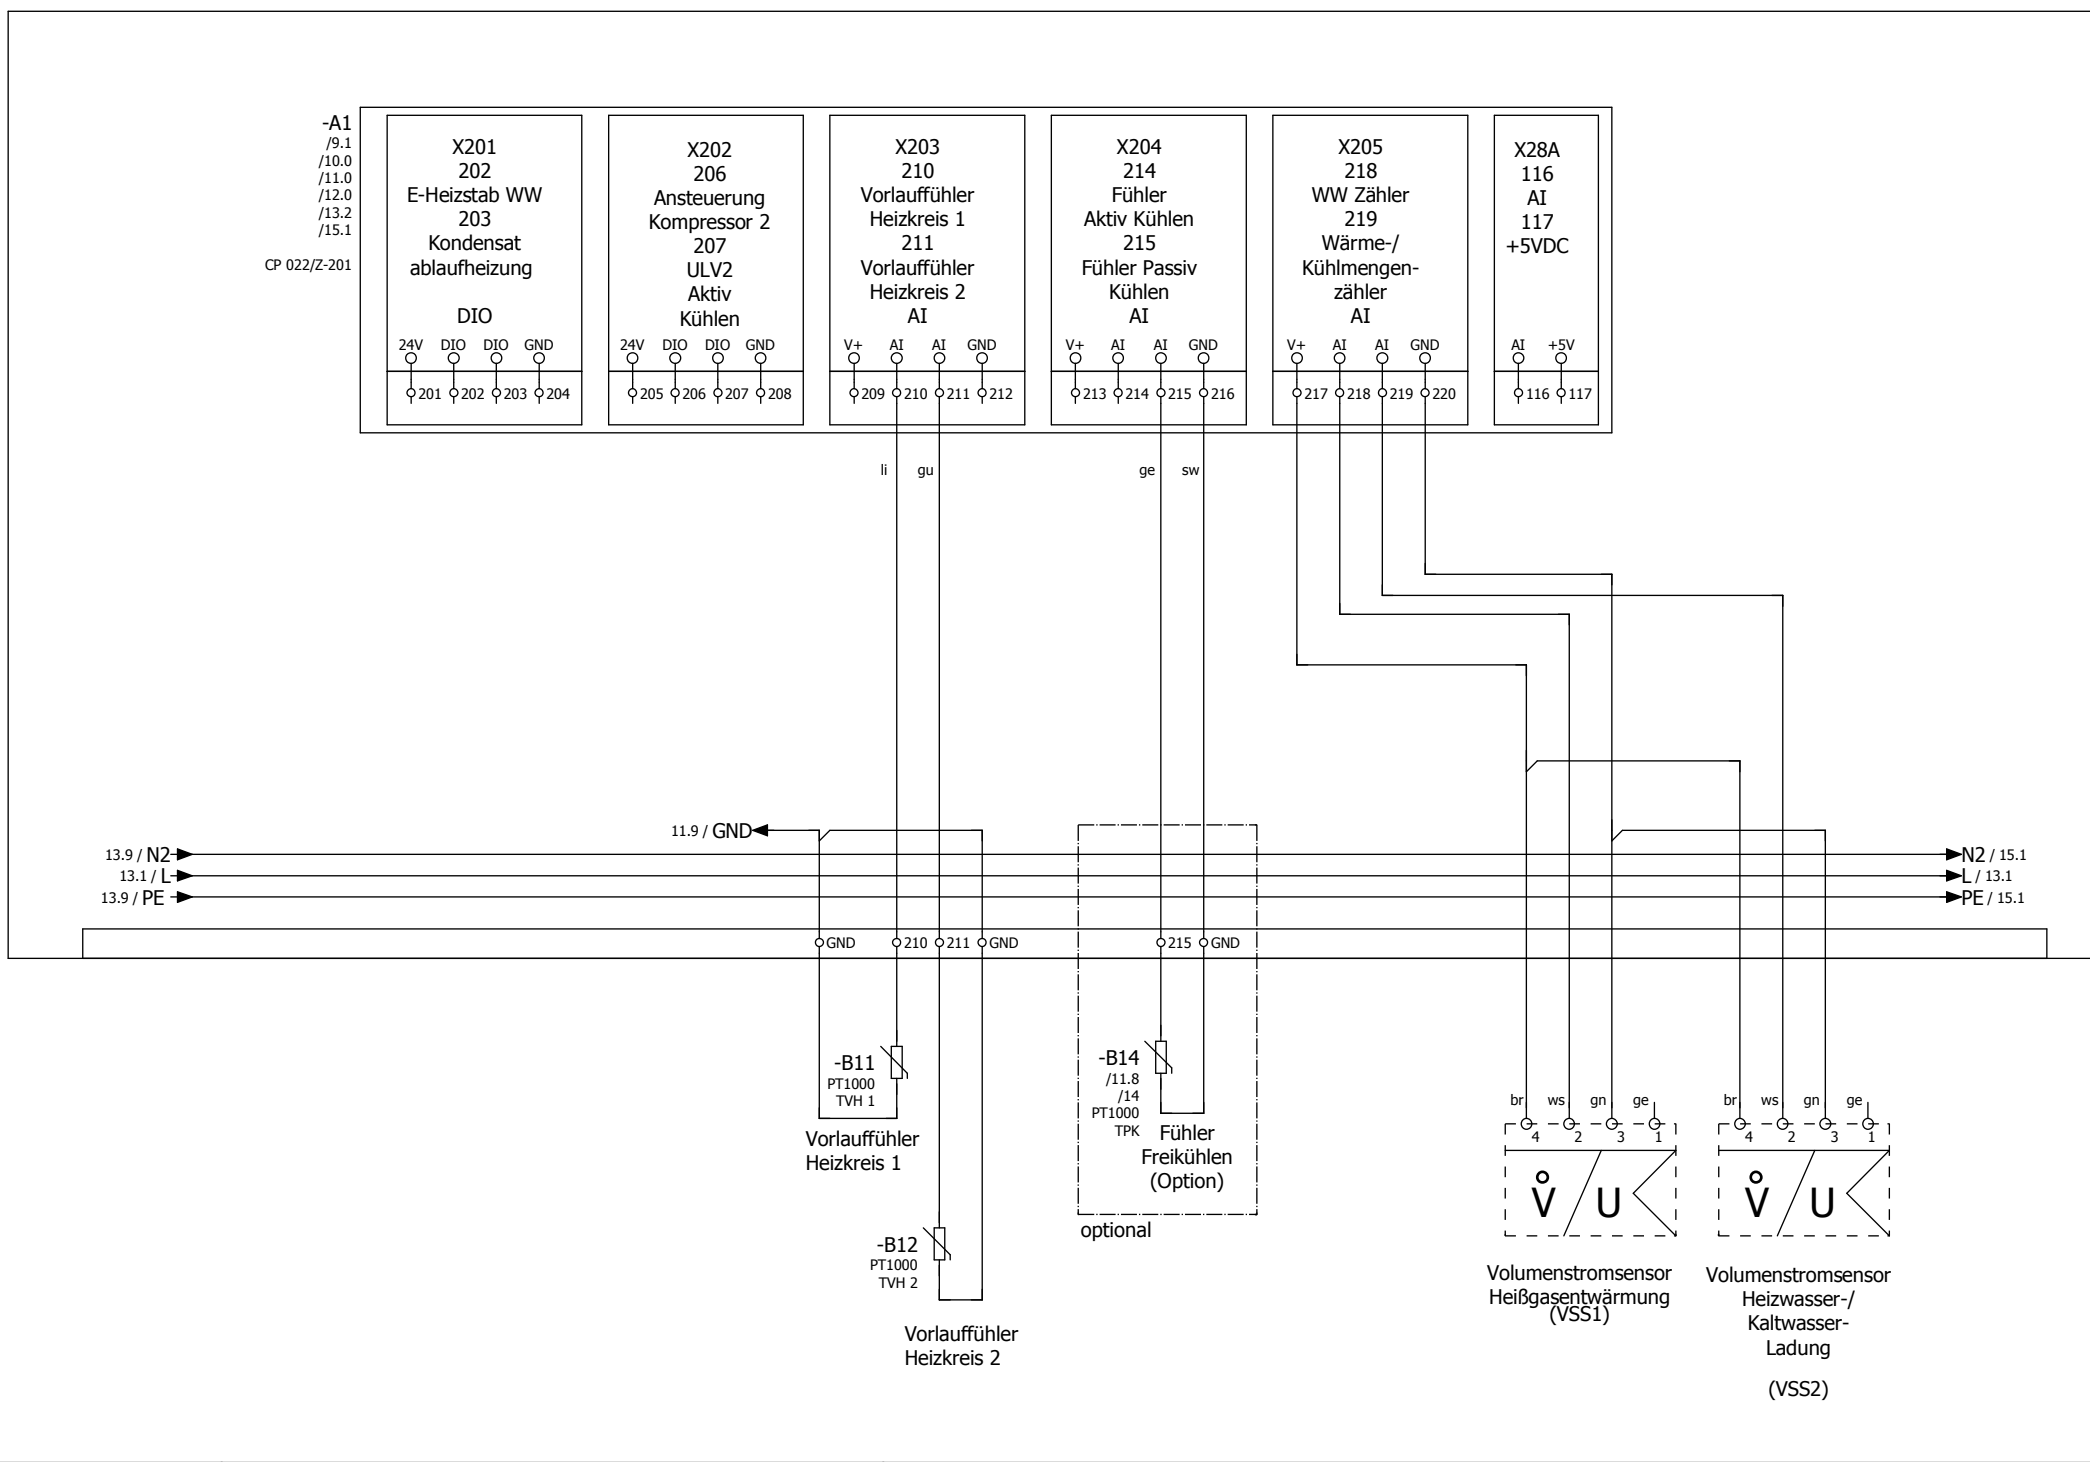 -A1
/9.1
/10.0
/11.0
/12.0
/13.2
/15.1
CP 022/Z-201
X201
202
E-Heizstab WW
203
Kondensat
ablaufheizung
DIO
24V DIO DIO GND
201 202 203 204
X202
206
Ansteuerung
Kompressor 2
207
ULV2
Aktiv
Kühlen
24V DIO DIO GND
205 206 207 208
X203
210
Vorlauffühler
Heizkreis 1
211
Vorlauffühler
Heizkreis 2
AI
V+ AI AI GND
209 210 211 212
X204
214
Fühler
Aktiv Kühlen
215
Fühler Passiv
Kühlen
AI
V+ AI AI GND
213 214 215 216
X205
218
WW Zähler
219
Wärme-/
Kühlmengen-
zähler
AI
V+ AI AI GND
217 218 219 220
X28A
116
AI
117
+5VDC
AI +5V
116 117
li gu ge sw
11.9 / GND
13.9 / N2
13.1 / L
13.9 / PE
N2 / 15.1
L / 13.1
PE / 15.1
GND 210 211 GND 215 GND
-B11
PT1000
TVH 1
Vorlauffühler
Heizkreis 1
-B12
PT1000
TVH 2
Vorlauffühler
Heizkreis 2
-B14
/11.8
/14
PT1000
TPK
Fühler
Freikühlen
(Option)
optional
br ws gn ge
4 2 3 1
V̊ U
Volumenstromsensor
Heißgasentwärmung
(VSS1)
br ws gn ge
4 2 3 1
V̊ U
Volumenstromsensor
Heizwasser-/
Kaltwasser-
Ladung
(VSS2)